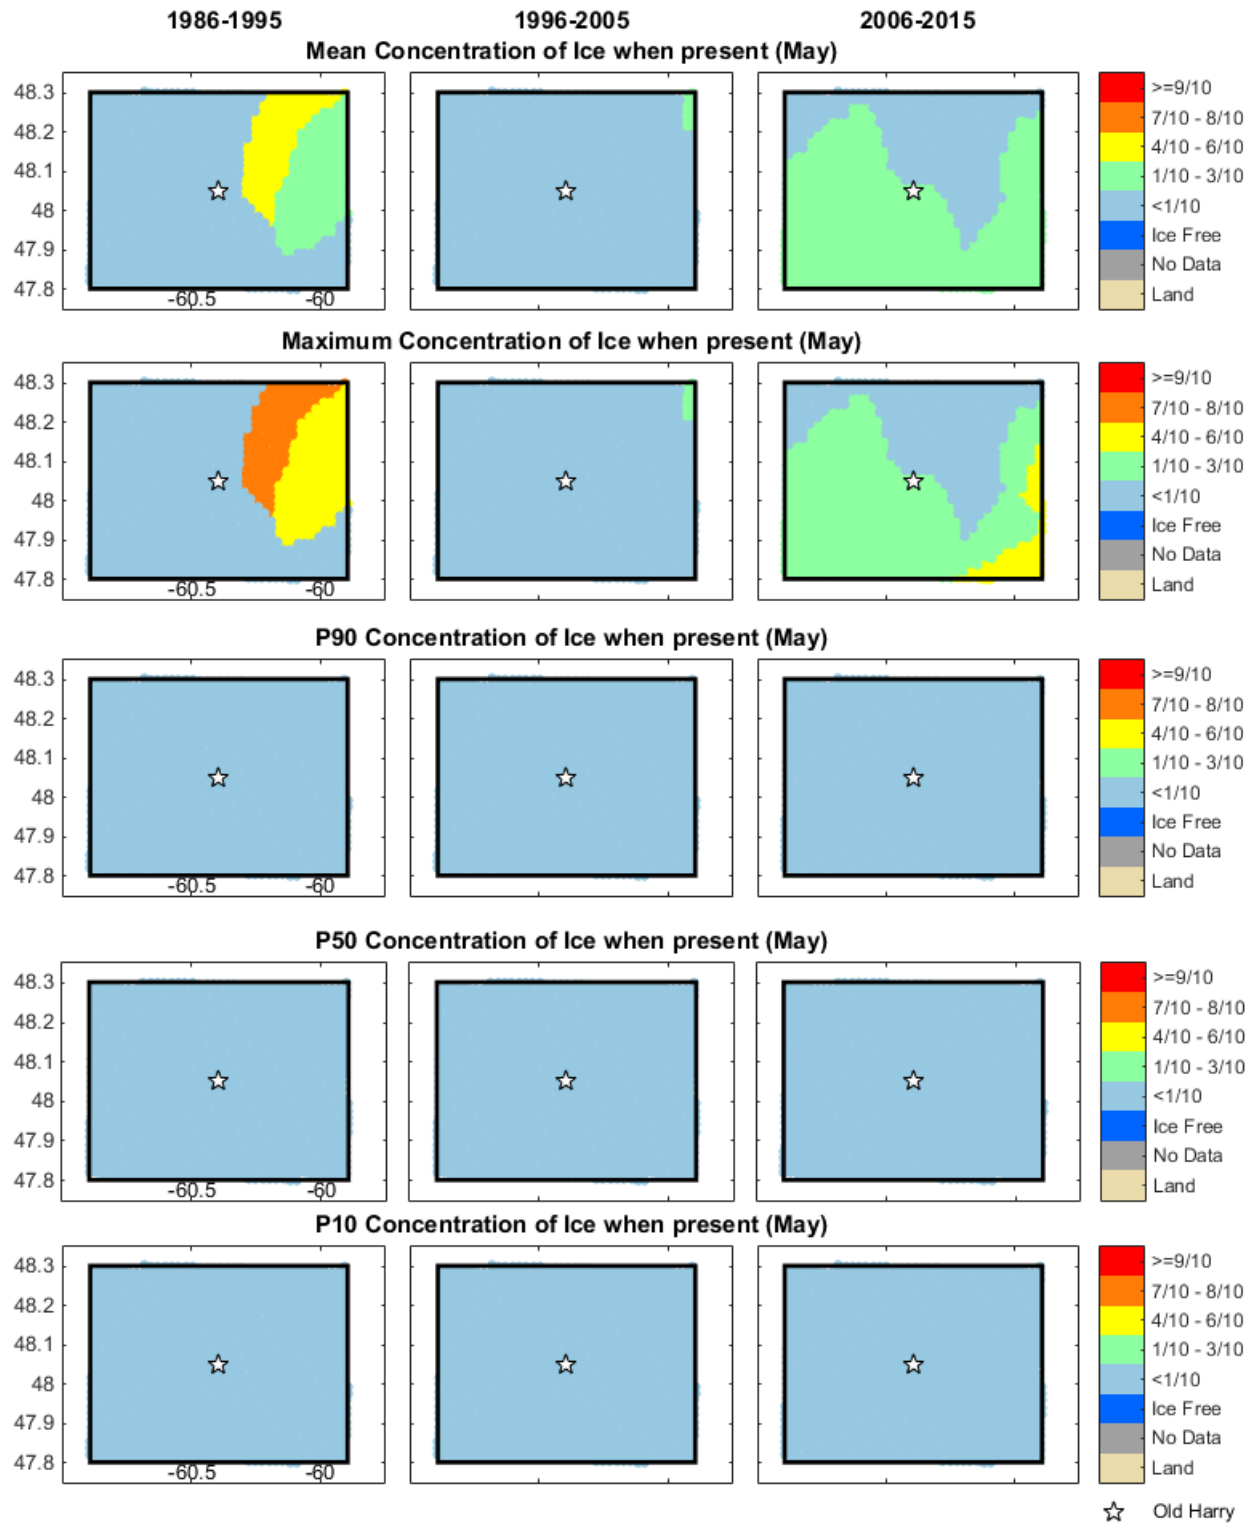 1986-1995 1996-2005 2006-2015
Mean Concentration of Ice when present (May)
48.3
48.2
48.1
48
47.9
47.8
-60.5 -60
>=9/10
7/10 - 8/10
4/10 - 6/10
1/10 - 3/10
<1/10
Ice Free
No Data
Land
Maximum Concentration of Ice when present (May)
48.3
48.2
48.1
48
47.9
47.8
-60.5 -60
>=9/10
7/10 - 8/10
4/10 - 6/10
1/10 - 3/10
<1/10
Ice Free
No Data
Land
P90 Concentration of Ice when present (May)
48.3
48.2
48.1
48
47.9
47.8
-60.5 -60
>=9/10
7/10 - 8/10
4/10 - 6/10
1/10 - 3/10
<1/10
Ice Free
No Data
Land
P50 Concentration of Ice when present (May)
48.3
48.2
48.1
48
47.9
47.8
-60.5 -60
>=9/10
7/10 - 8/10
4/10 - 6/10
1/10 - 3/10
<1/10
Ice Free
No Data
Land
P10 Concentration of Ice when present (May)
48.3
48.2
48.1
48
47.9
47.8
-60.5 -60
>=9/10
7/10 - 8/10
4/10 - 6/10
1/10 - 3/10
<1/10
Ice Free
No Data
Land
Old Harry